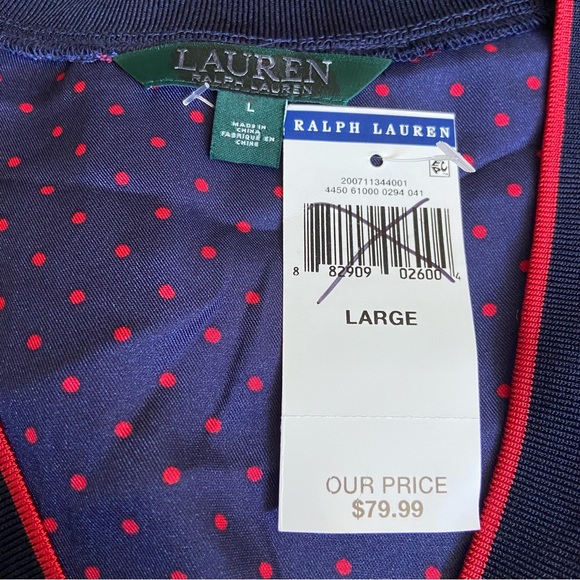 LAUREN
RALPH LAUREN
L
MADE IN
CHINA
FABRIQUÉ EN
CHINE
RALPH LAUREN
200711344001
4450 61000 0294 041
8 82909 02600 4
LARGE
OUR PRICE
$79.99